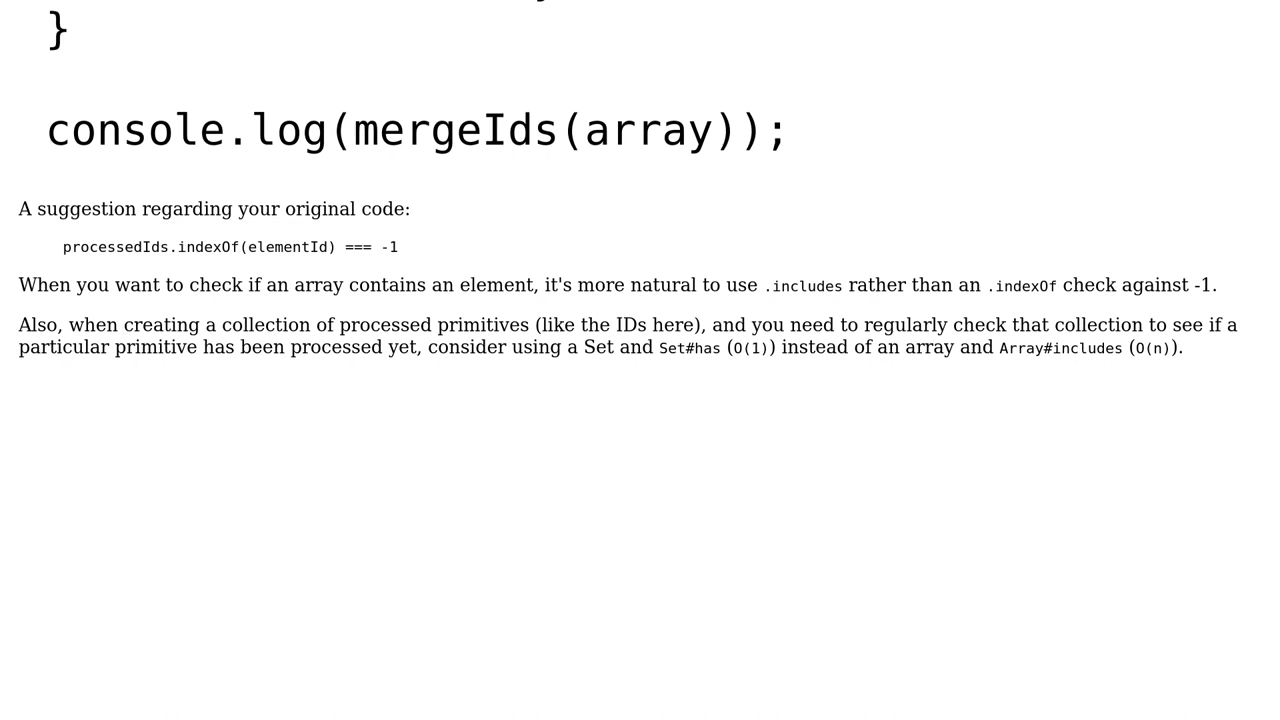 }
console.log(mergeIds(array));
A suggestion regarding your original code:
processedIds.indexOf(elementId) === -1
When you want to check if an array contains an element, it's more natural to use .includes rather than an .indexOf check against -1.
Also, when creating a collection of processed primitives (like the IDs here), and you need to regularly check that collection to see if a
particular primitive has been processed yet, consider using a Set and Set#has (O(1)) instead of an array and Array#includes (O(n)).